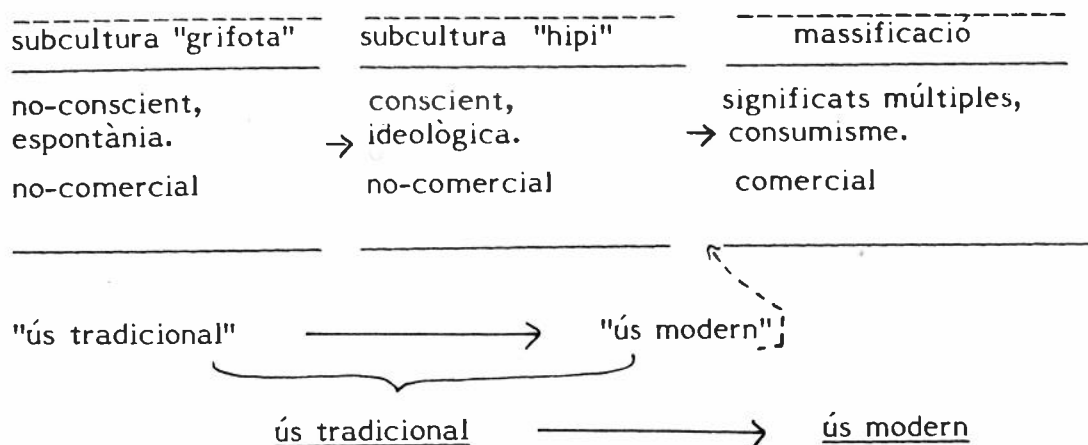 subcultura "grifota"
subcultura "hipi"
massificació
no-conscient,
espontània.
no-comercial
→
conscient,
ideològica.
no-comercial
→
significats múltiples,
consumisme.
comercial
"ús tradicional" → "ús modern"
ús tradicional → ús modern